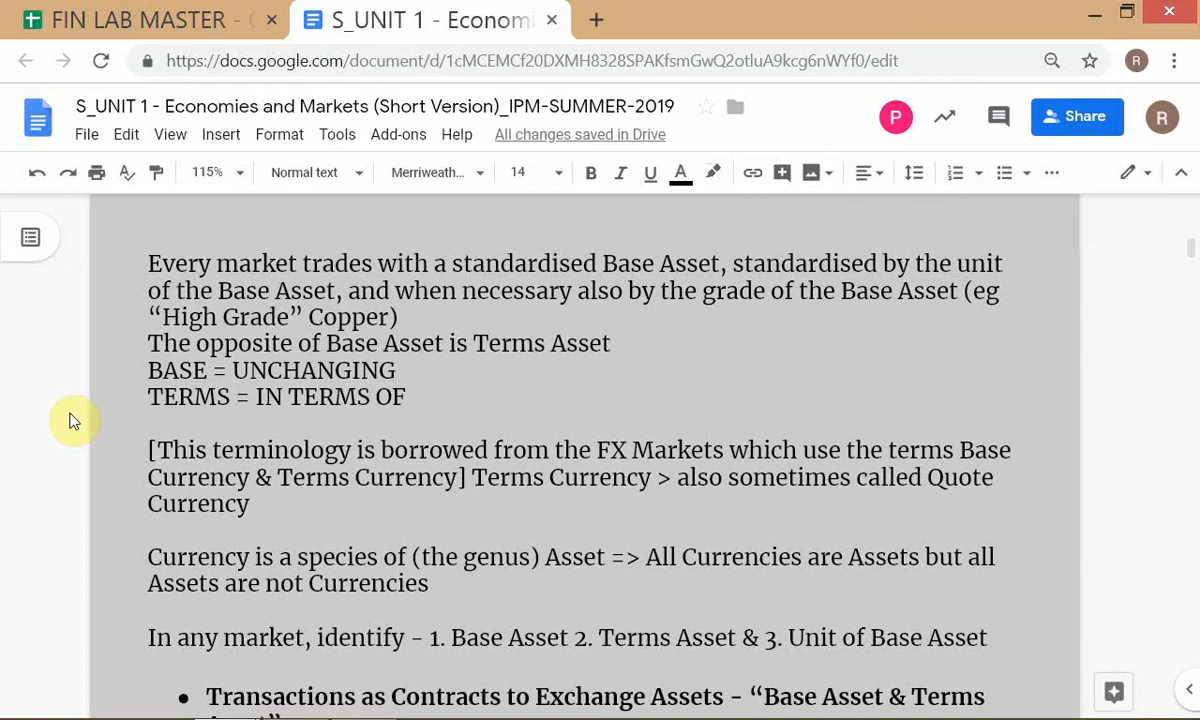 FIN LAB MASTER -
S_UNIT 1 - Economi
https://docs.google.com/document/d/1cMCEMCf20DXMH8328SPAKfsmGwQ2otluA9kcg6nWYf0/edit
R
S_UNIT 1 - Economies and Markets (Short Version)_IPM-SUMMER-2019
File Edit View Insert Format Tools Add-ons Help All changes saved in Drive
P
Share
R
115% Normal text Merriweath... 14 B I U A
Every market trades with a standardised Base Asset, standardised by the unit
of the Base Asset, and when necessary also by the grade of the Base Asset (eg
“High Grade” Copper)
The opposite of Base Asset is Terms Asset
BASE = UNCHANGING
TERMS = IN TERMS OF
[This terminology is borrowed from the FX Markets which use the terms Base
Currency & Terms Currency] Terms Currency > also sometimes called Quote
Currency
Currency is a species of (the genus) Asset => All Currencies are Assets but all
Assets are not Currencies
In any market, identify - 1. Base Asset 2. Terms Asset & 3. Unit of Base Asset
• Transactions as Contracts to Exchange Assets - “Base Asset & Terms